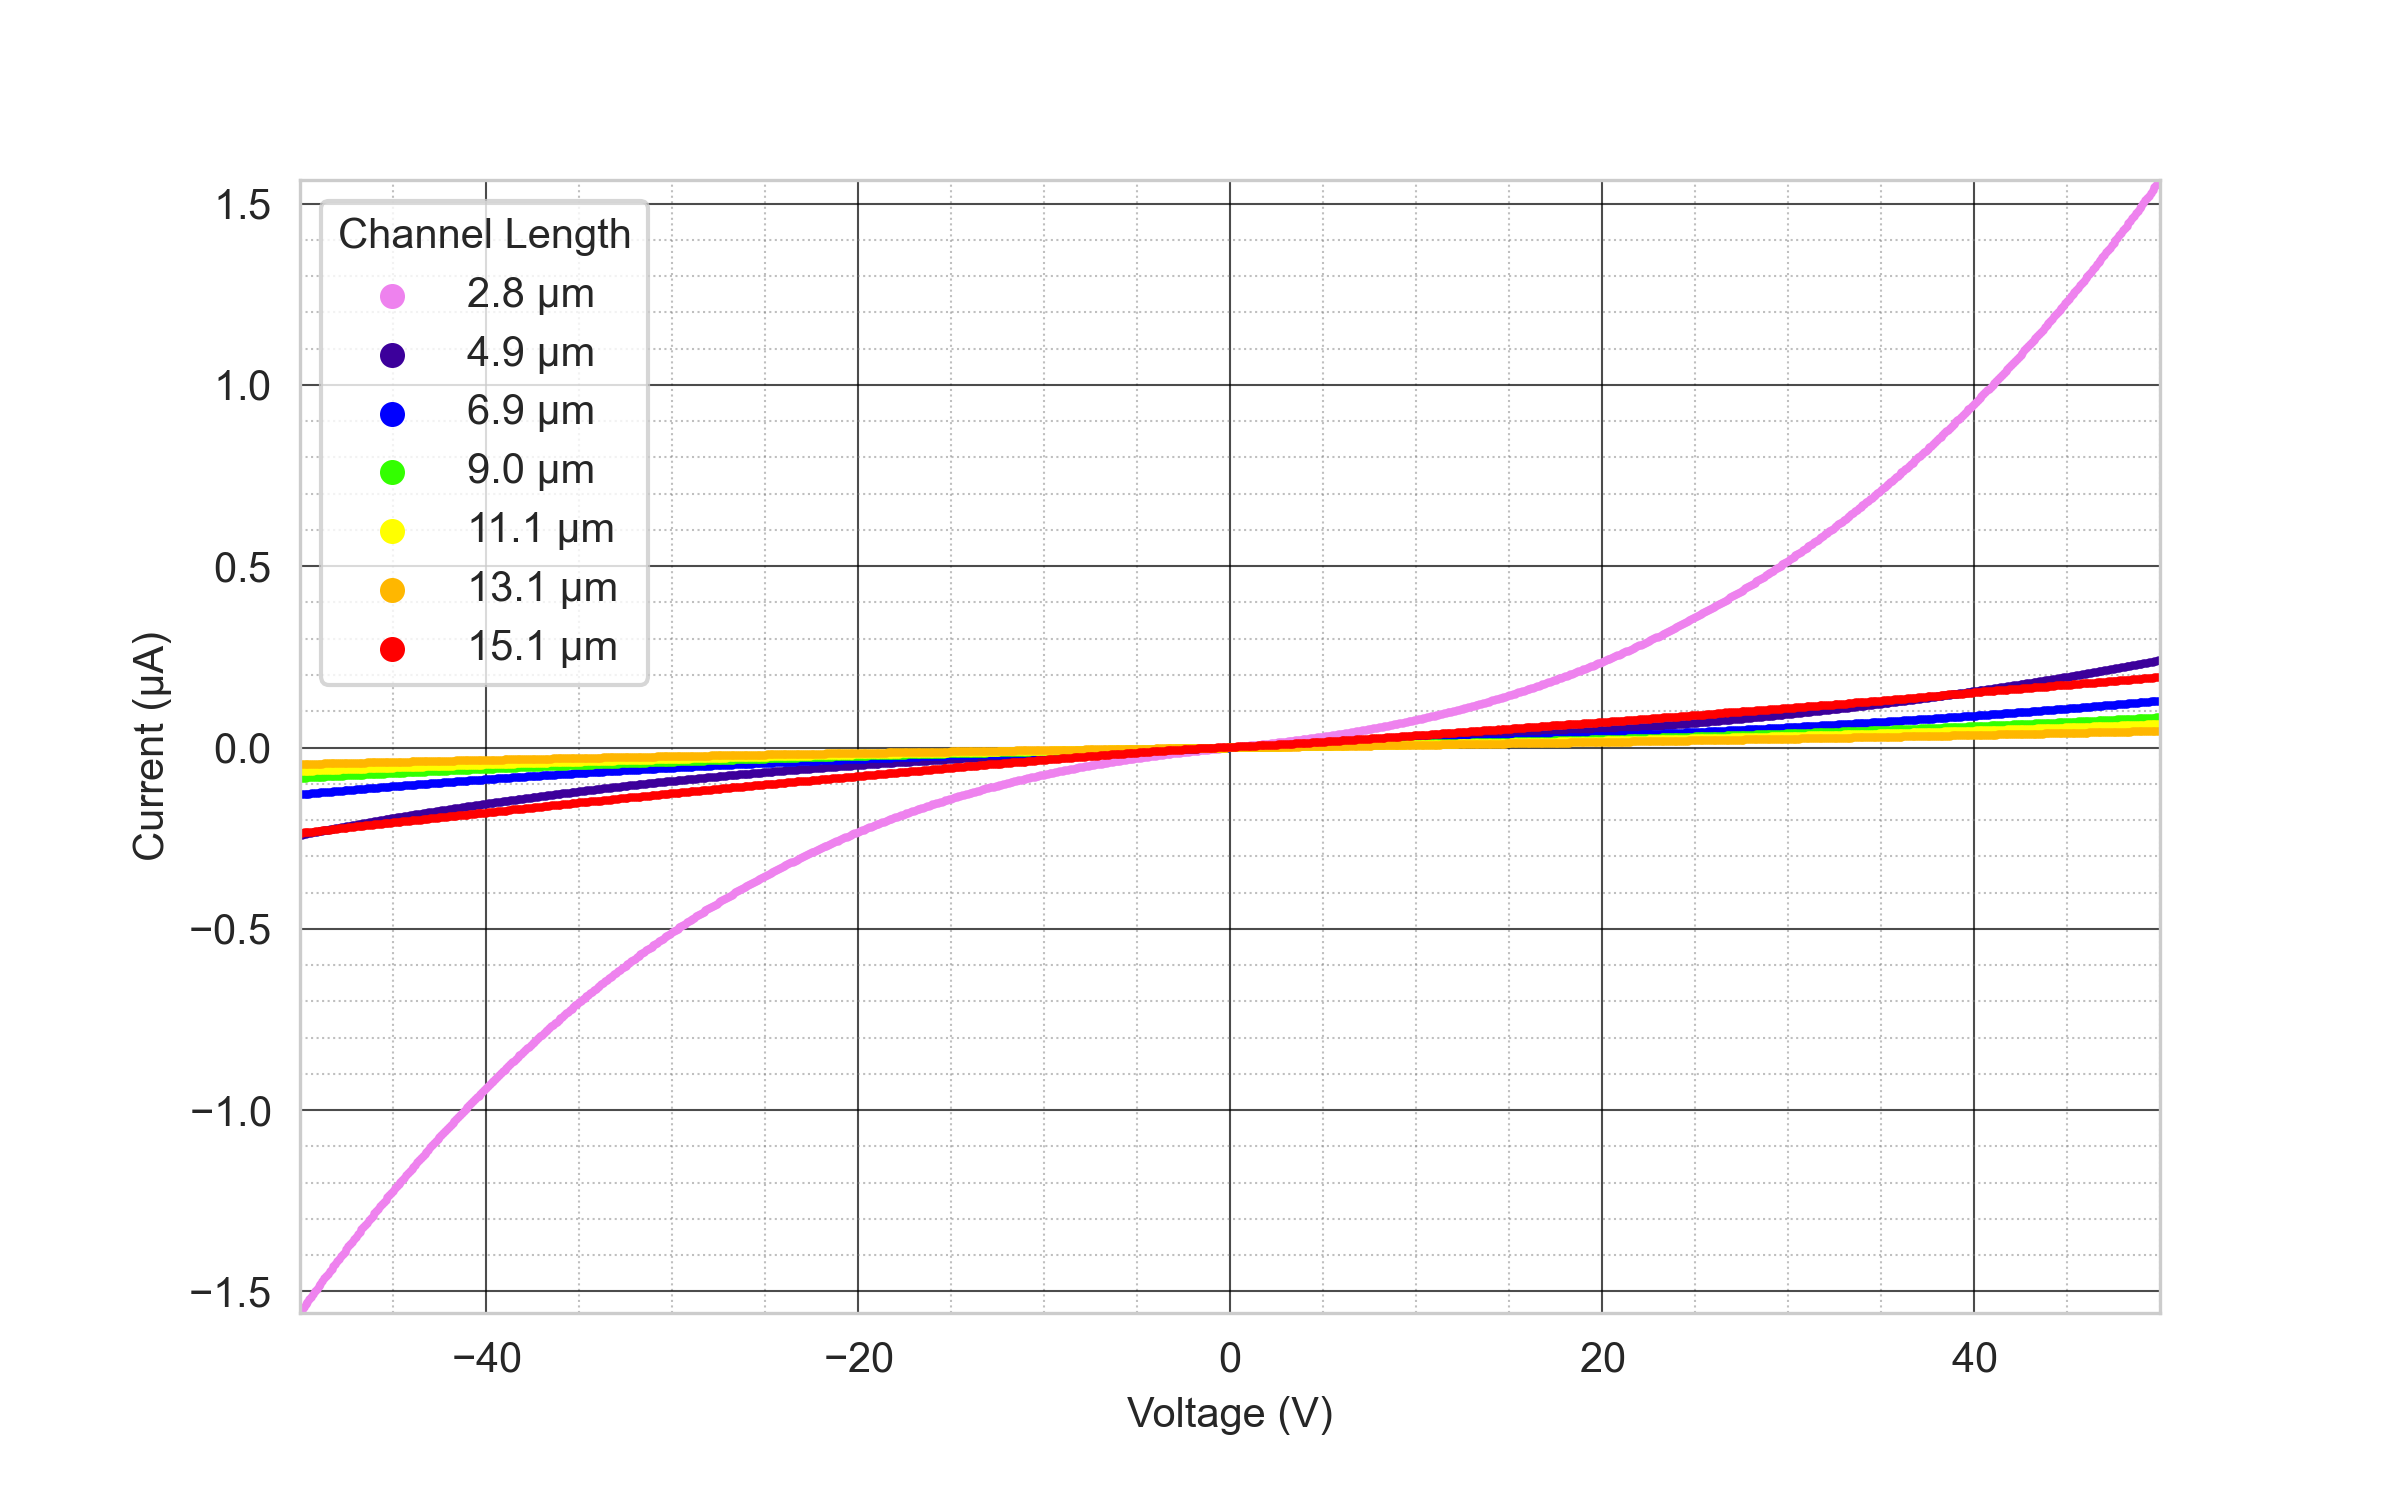 1.5
1.0
0.5
0.0
−0.5
−1.0
−1.5
Current (µA)
Channel Length
2.8 µm
4.9 µm
6.9 µm
9.0 µm
11.1 µm
13.1 µm
15.1 µm
−40
−20
0
20
40
Voltage (V)